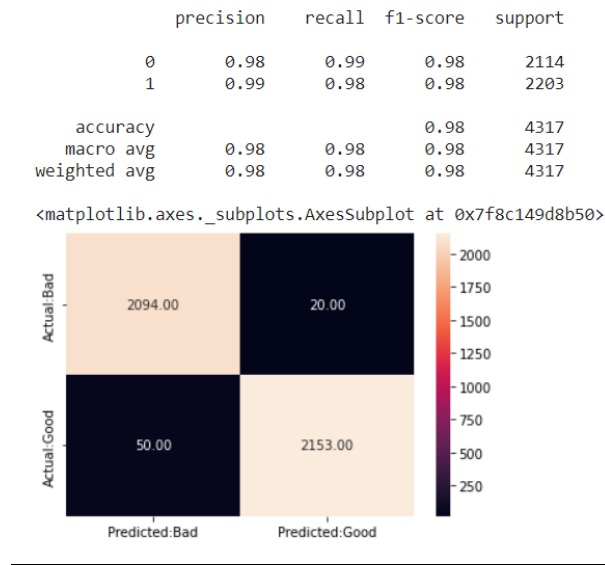 precision recall f1-score support
0 0.98 0.99 0.98 2114
1 0.99 0.98 0.98 2203
accuracy 0.98 4317
macro avg 0.98 0.98 0.98 4317
weighted avg 0.98 0.98 0.98 4317
<matplotlib.axes._subplots.AxesSubplot at 0x7f8c149d8b50>
Actual:Bad
2094.00 20.00
Actual:Good
50.00 2153.00
Predicted:Bad Predicted:Good
2000
1750
1500
1250
1000
750
500
250